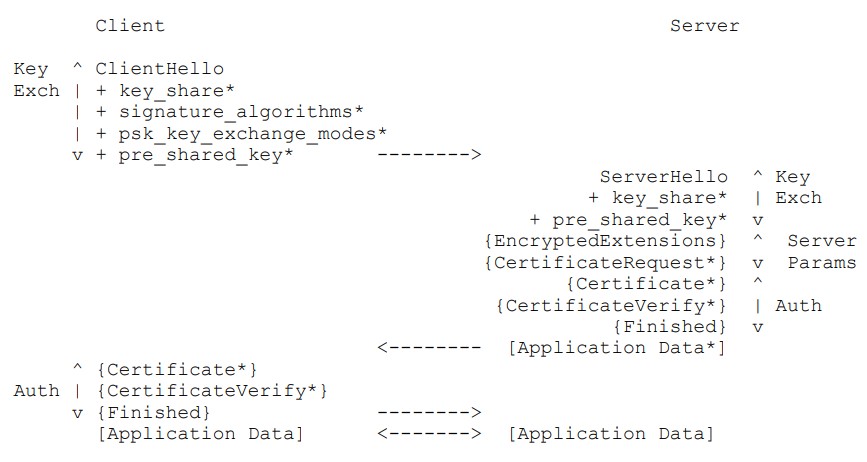 Client                                           Server

Key  ^ ClientHello
Exch | + key_share*
     | + signature_algorithms*
     | + psk_key_exchange_modes*
     v + pre_shared_key*       -------->
                                                  ServerHello  ^ Key
                                                 + key_share*  | Exch
                                            + pre_shared_key*  v
                                        {EncryptedExtensions}  ^  Server
                                        {CertificateRequest*}  v  Params
                                               {Certificate*}  ^
                                         {CertificateVerify*}  | Auth
                                                   {Finished}  v
                               <--------  [Application Data*]
     ^ {Certificate*}
Auth | {CertificateVerify*}
     v {Finished}              -------->
       [Application Data]      <------->  [Application Data]